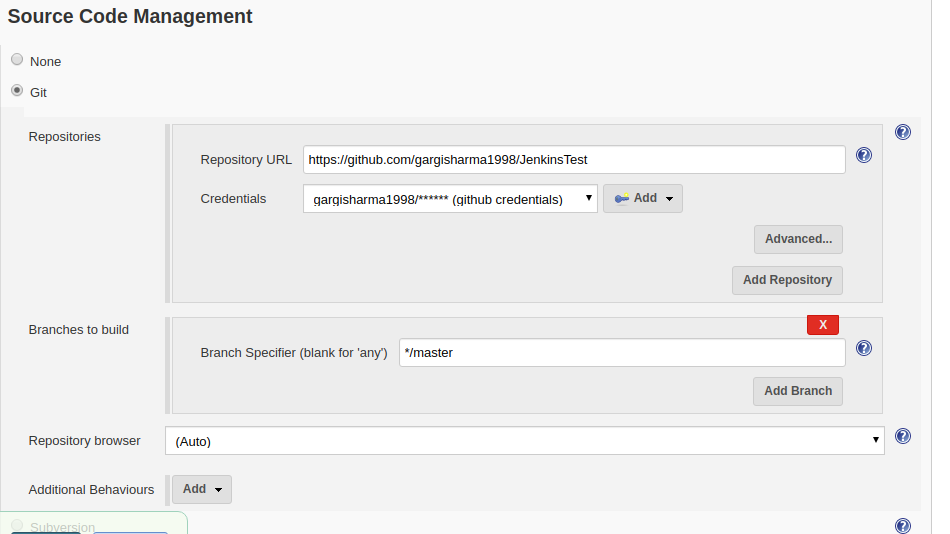 Source Code Management
None
Git
Repositories
Repository URL https://github.com/gargisharma1998/JenkinsTest
Credentials gargisharma1998/****** (github credentials) Add
Advanced...
Add Repository
Branches to build
X
Branch Specifier (blank for 'any') */master
Add Branch
Repository browser (Auto)
Additional Behaviours Add
Subversion